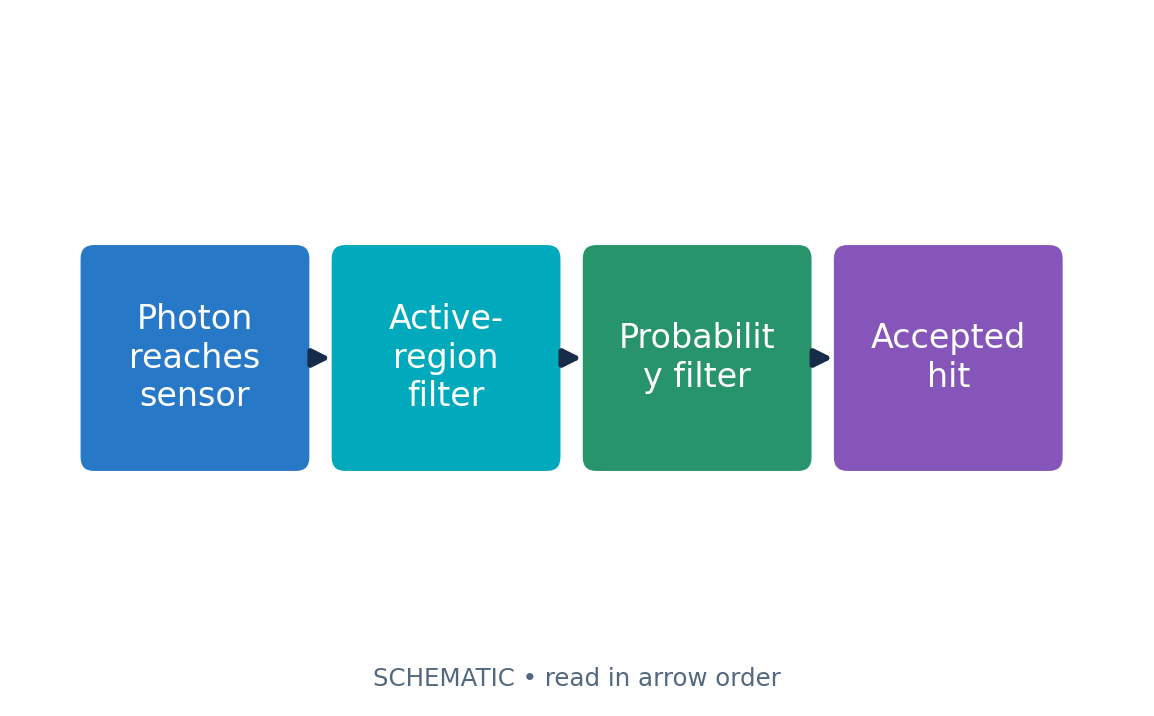 Photon
reaches
sensor
Active-
region
filter
Probabilit
y filter
Accepted
hit
SCHEMATIC • read in arrow order